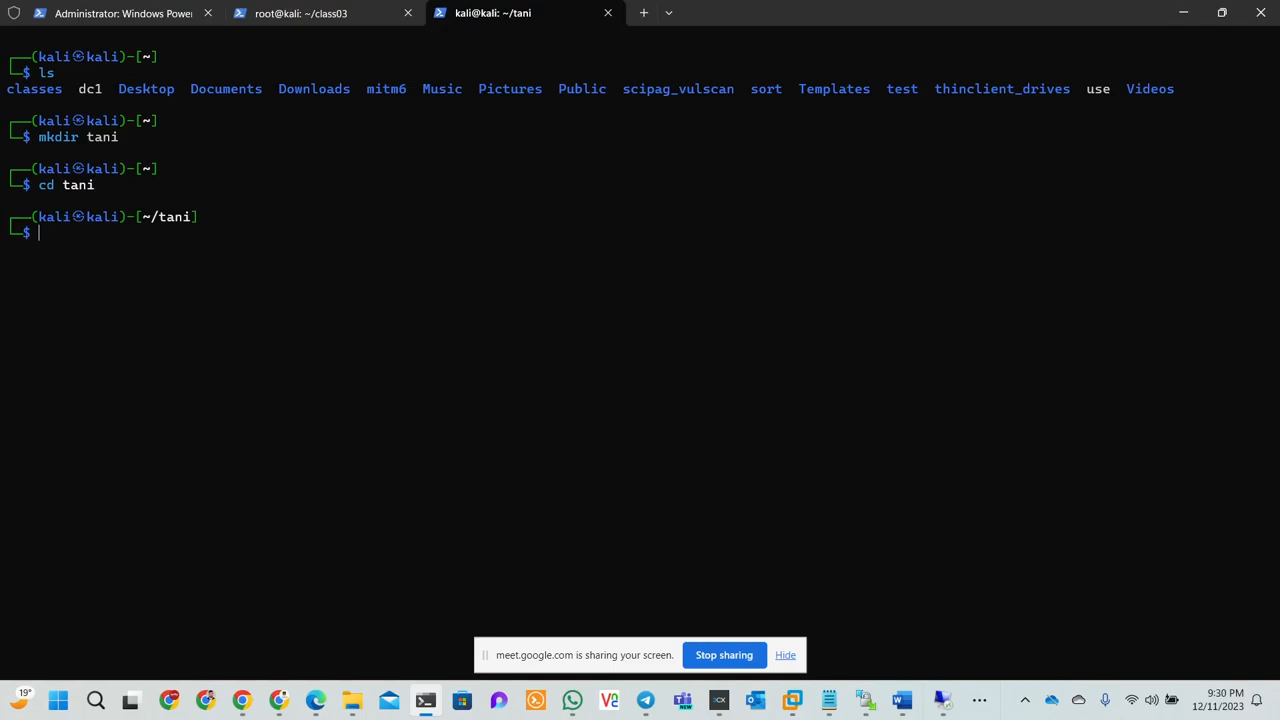 Administrator: Windows Power
root@kali: ~/class03
kali@kali: ~/tani
┌──(kali㉿kali)-[~]
└─$ ls
classes dc1 Desktop Documents Downloads mitm6 Music Pictures Public scipag_vulscan sort Templates test thinclient_drives use Videos
┌──(kali㉿kali)-[~]
└─$ mkdir tani
┌──(kali㉿kali)-[~]
└─$ cd tani
┌──(kali㉿kali)-[~/tani]
└─$
meet.google.com is sharing your screen. Stop sharing Hide
19°
NEW
9:30 PM
12/11/2023